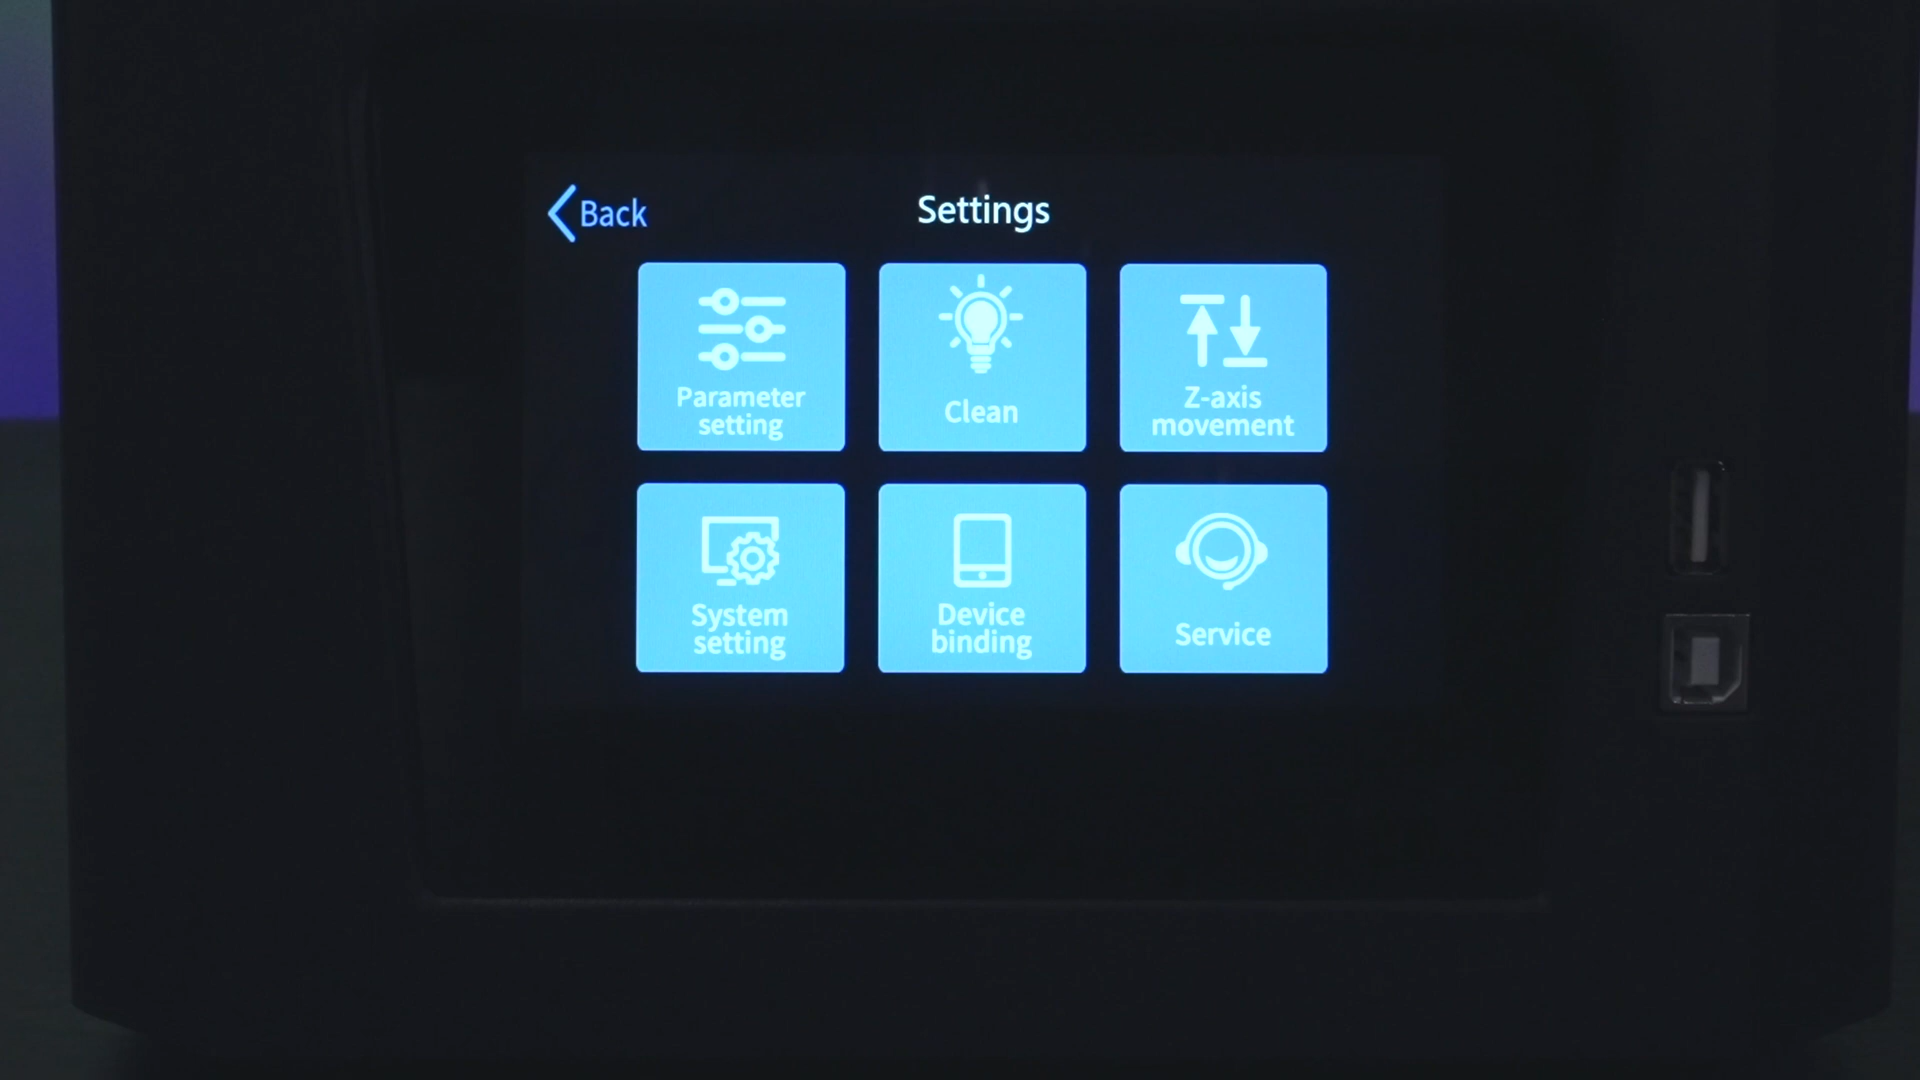 Back
Settings
Parameter
setting
Clean
Z-axis
movement
System
setting
Device
binding
Service